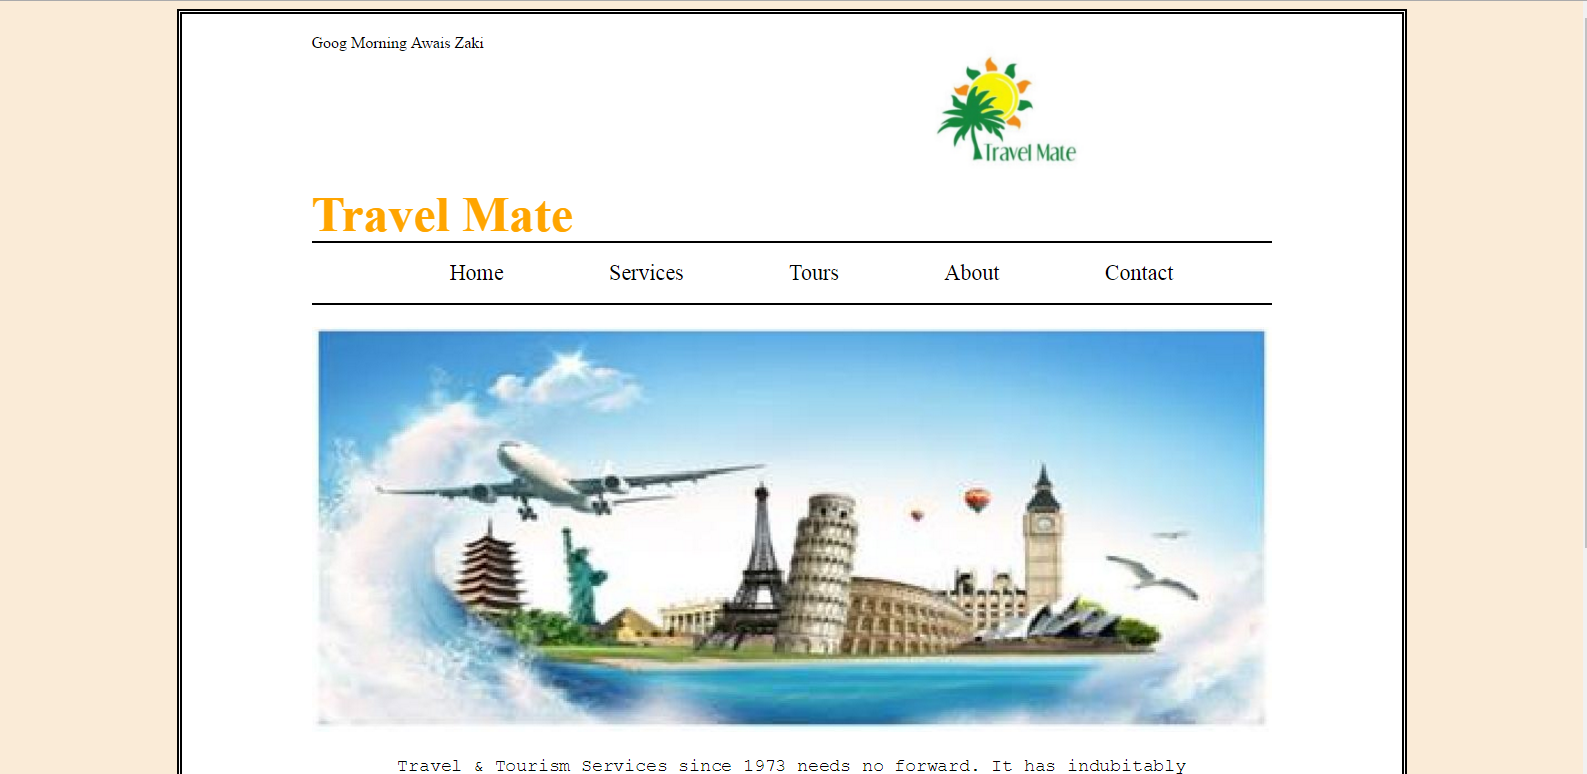 Goog Morning Awais Zaki
Travel Mate
Travel Mate
Home Services Tours About Contact
Travel & Tourism Services since 1973 needs no forward. It has indubitably